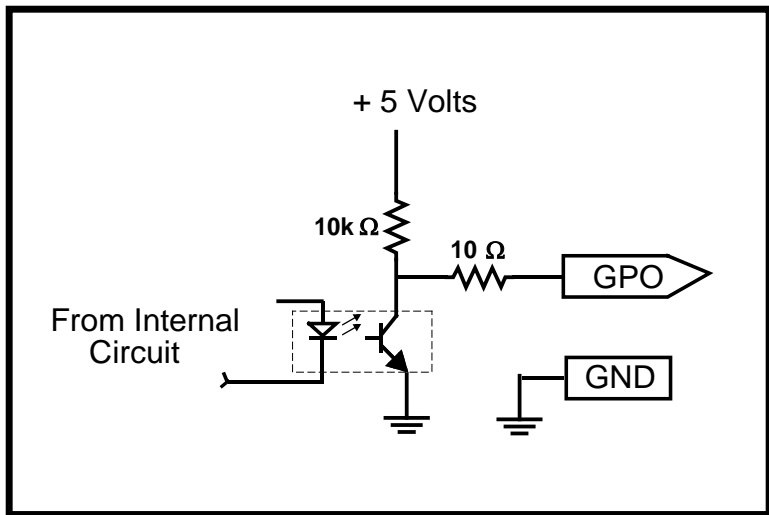 + 5 Volts
10k Ω
10 Ω
GPO
From Internal
Circuit
GND